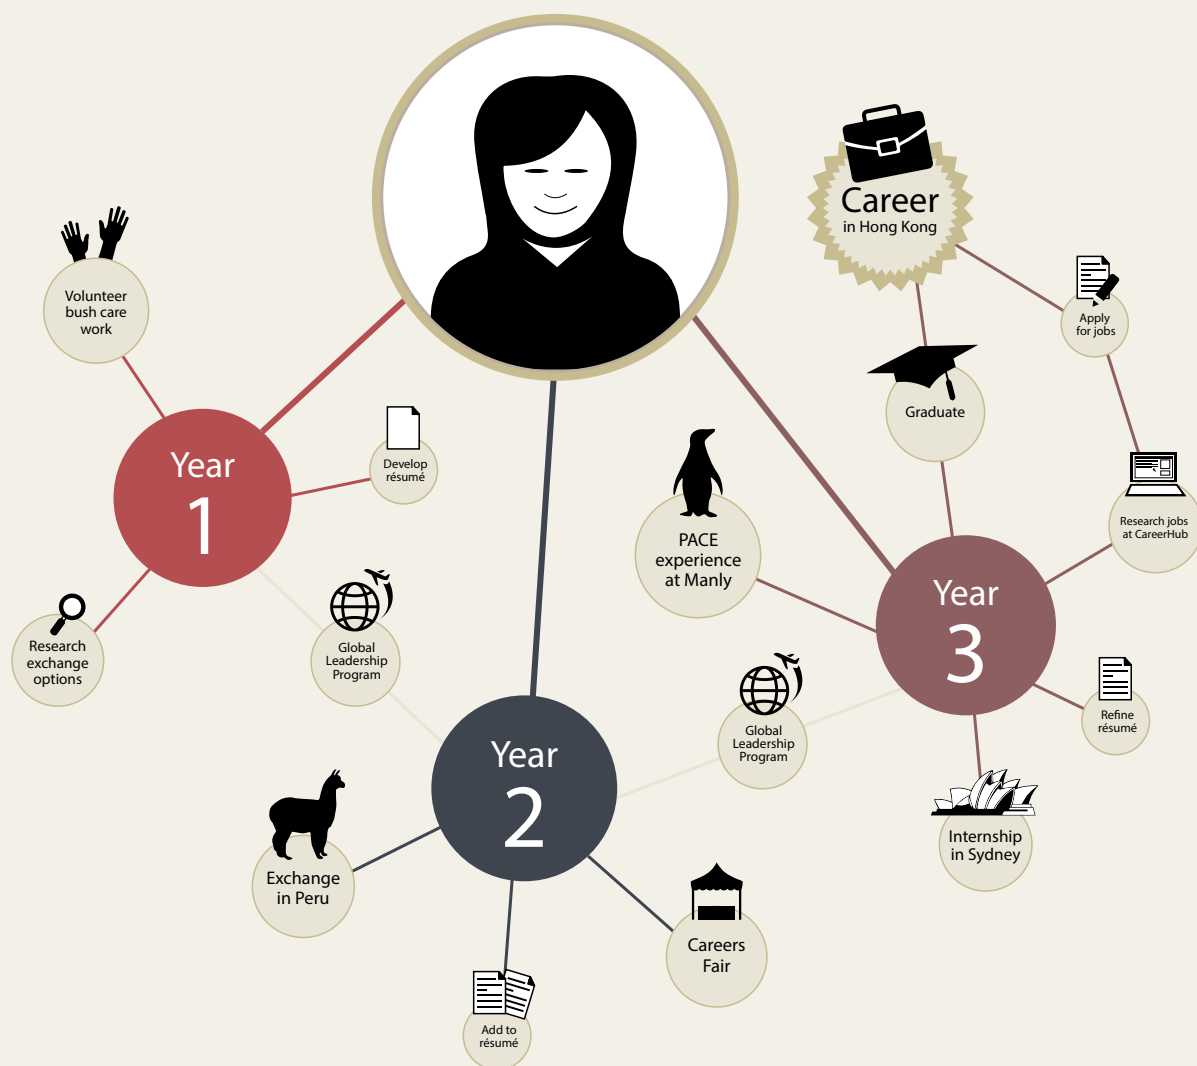 Career
in Hong Kong
Volunteer
bush care
work
Apply
for jobs
Graduate
Year
1
Develop
résumé
PACE
experience
at Manly
Research jobs
at CareerHub
Year
3
Research
exchange
options
Global
Leadership
Program
Refine
résumé
Global
Leadership
Program
Year
2
Internship
in Sydney
Exchange
in Peru
Careers
Fair
Add to
résumé